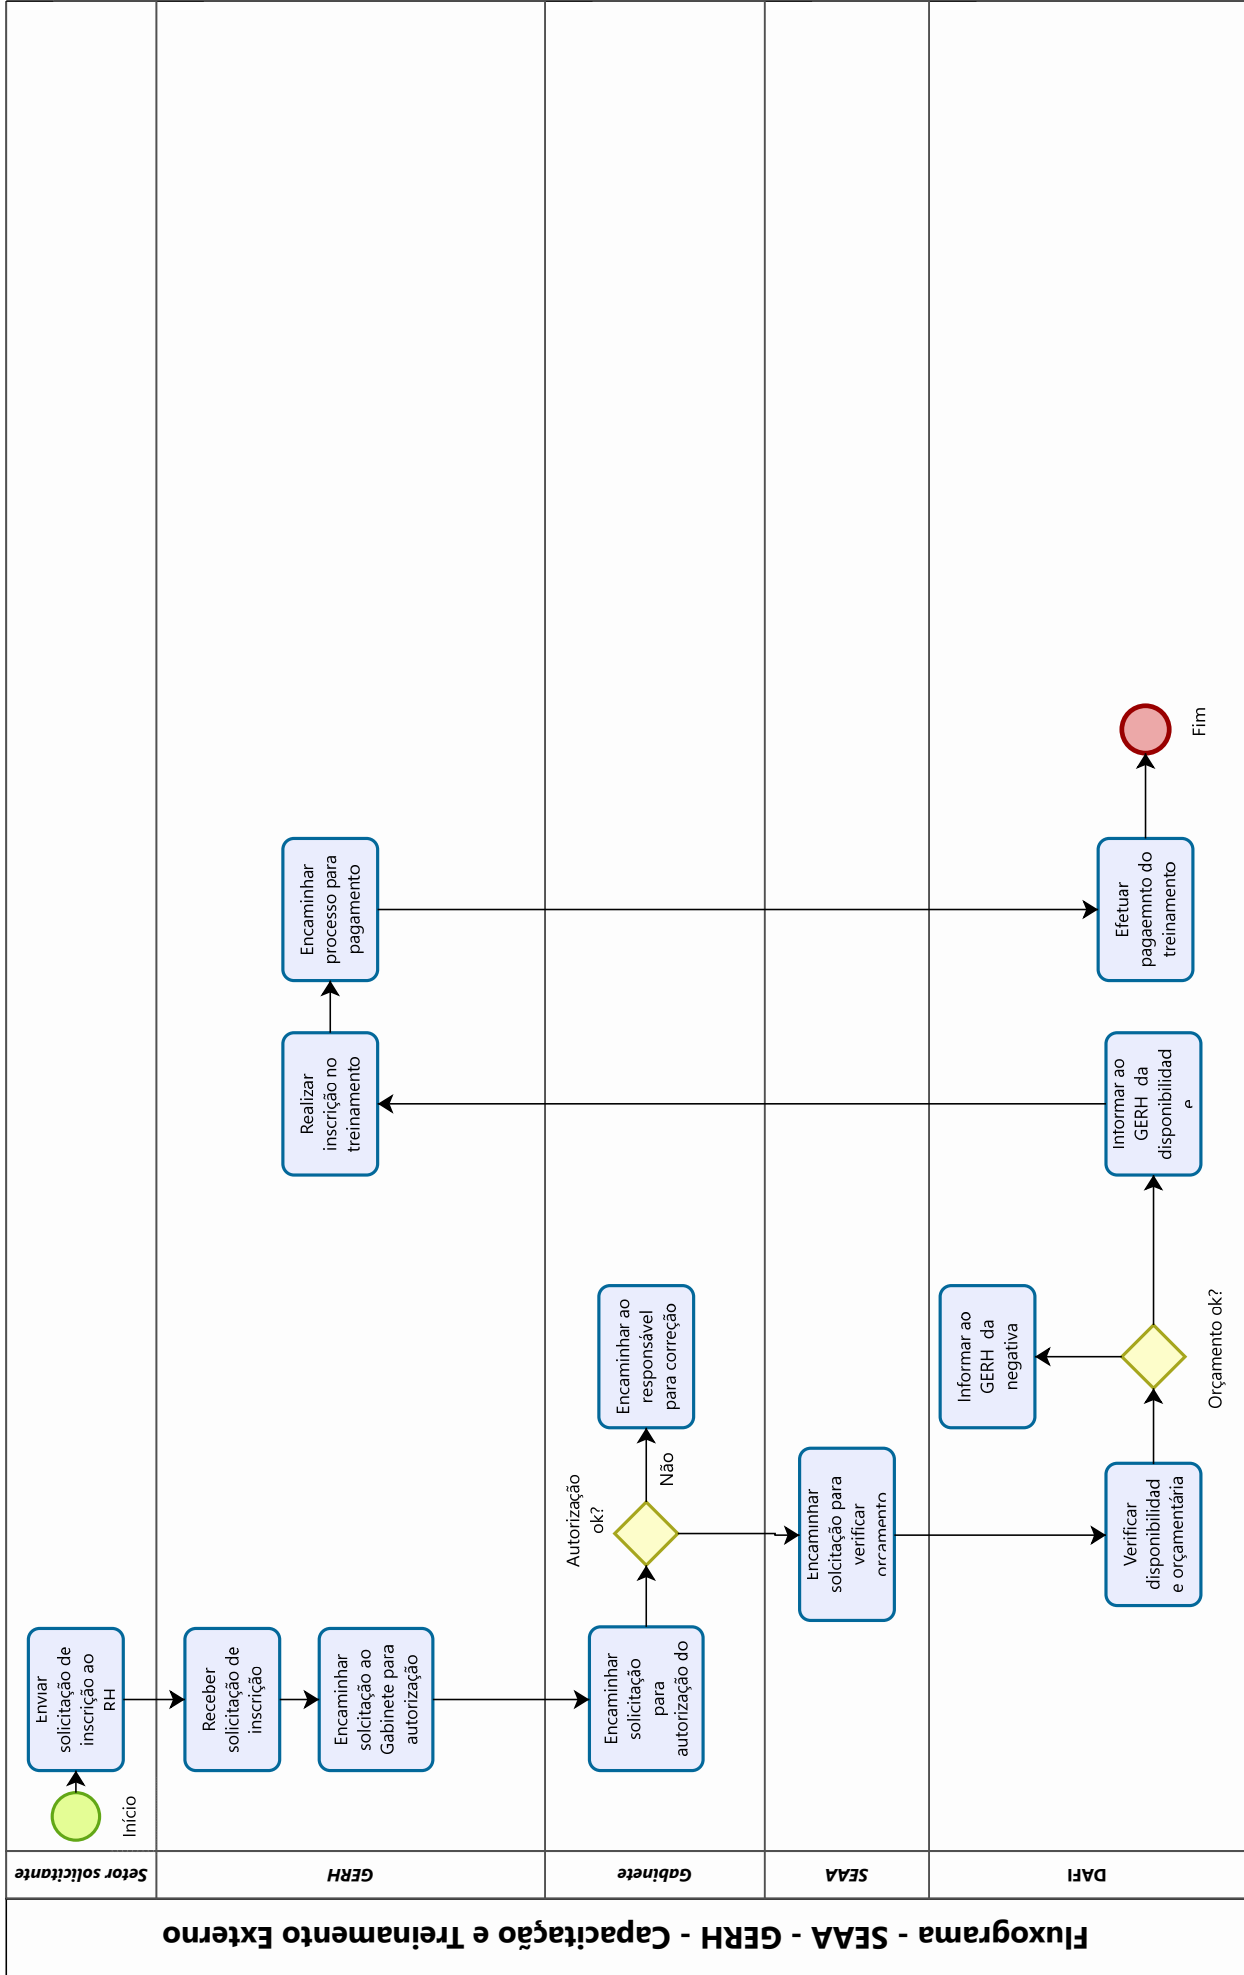 Fluxograma - SEAA - GERH - Capacitação e Treinamento Externo
Setor solicitante
Início
Enviar
solicitação de
inscrição ao
RH
GERH
Receber
solicitação de
inscrição
Encaminhar
solcitação ao
Gabinete para
autorização
Realizar
inscrição no
treinamento
Encaminhar
processo para
pagamento
Gabinete
Encaminhar
solicitação
para
autorização do
Autorização
ok?
Não
Encaminhar ao
responsável
para correção
SEAA
Encaminhar
solcitação para
verificar
orçamento
DAFI
Verificar
disponibilidad
e orçamentária
Orçamento ok?
Informar ao
GERH da
negativa
Informar ao
GERH da
disponibilidad
e
Efetuar
pagaemnto do
treinamento
Fim